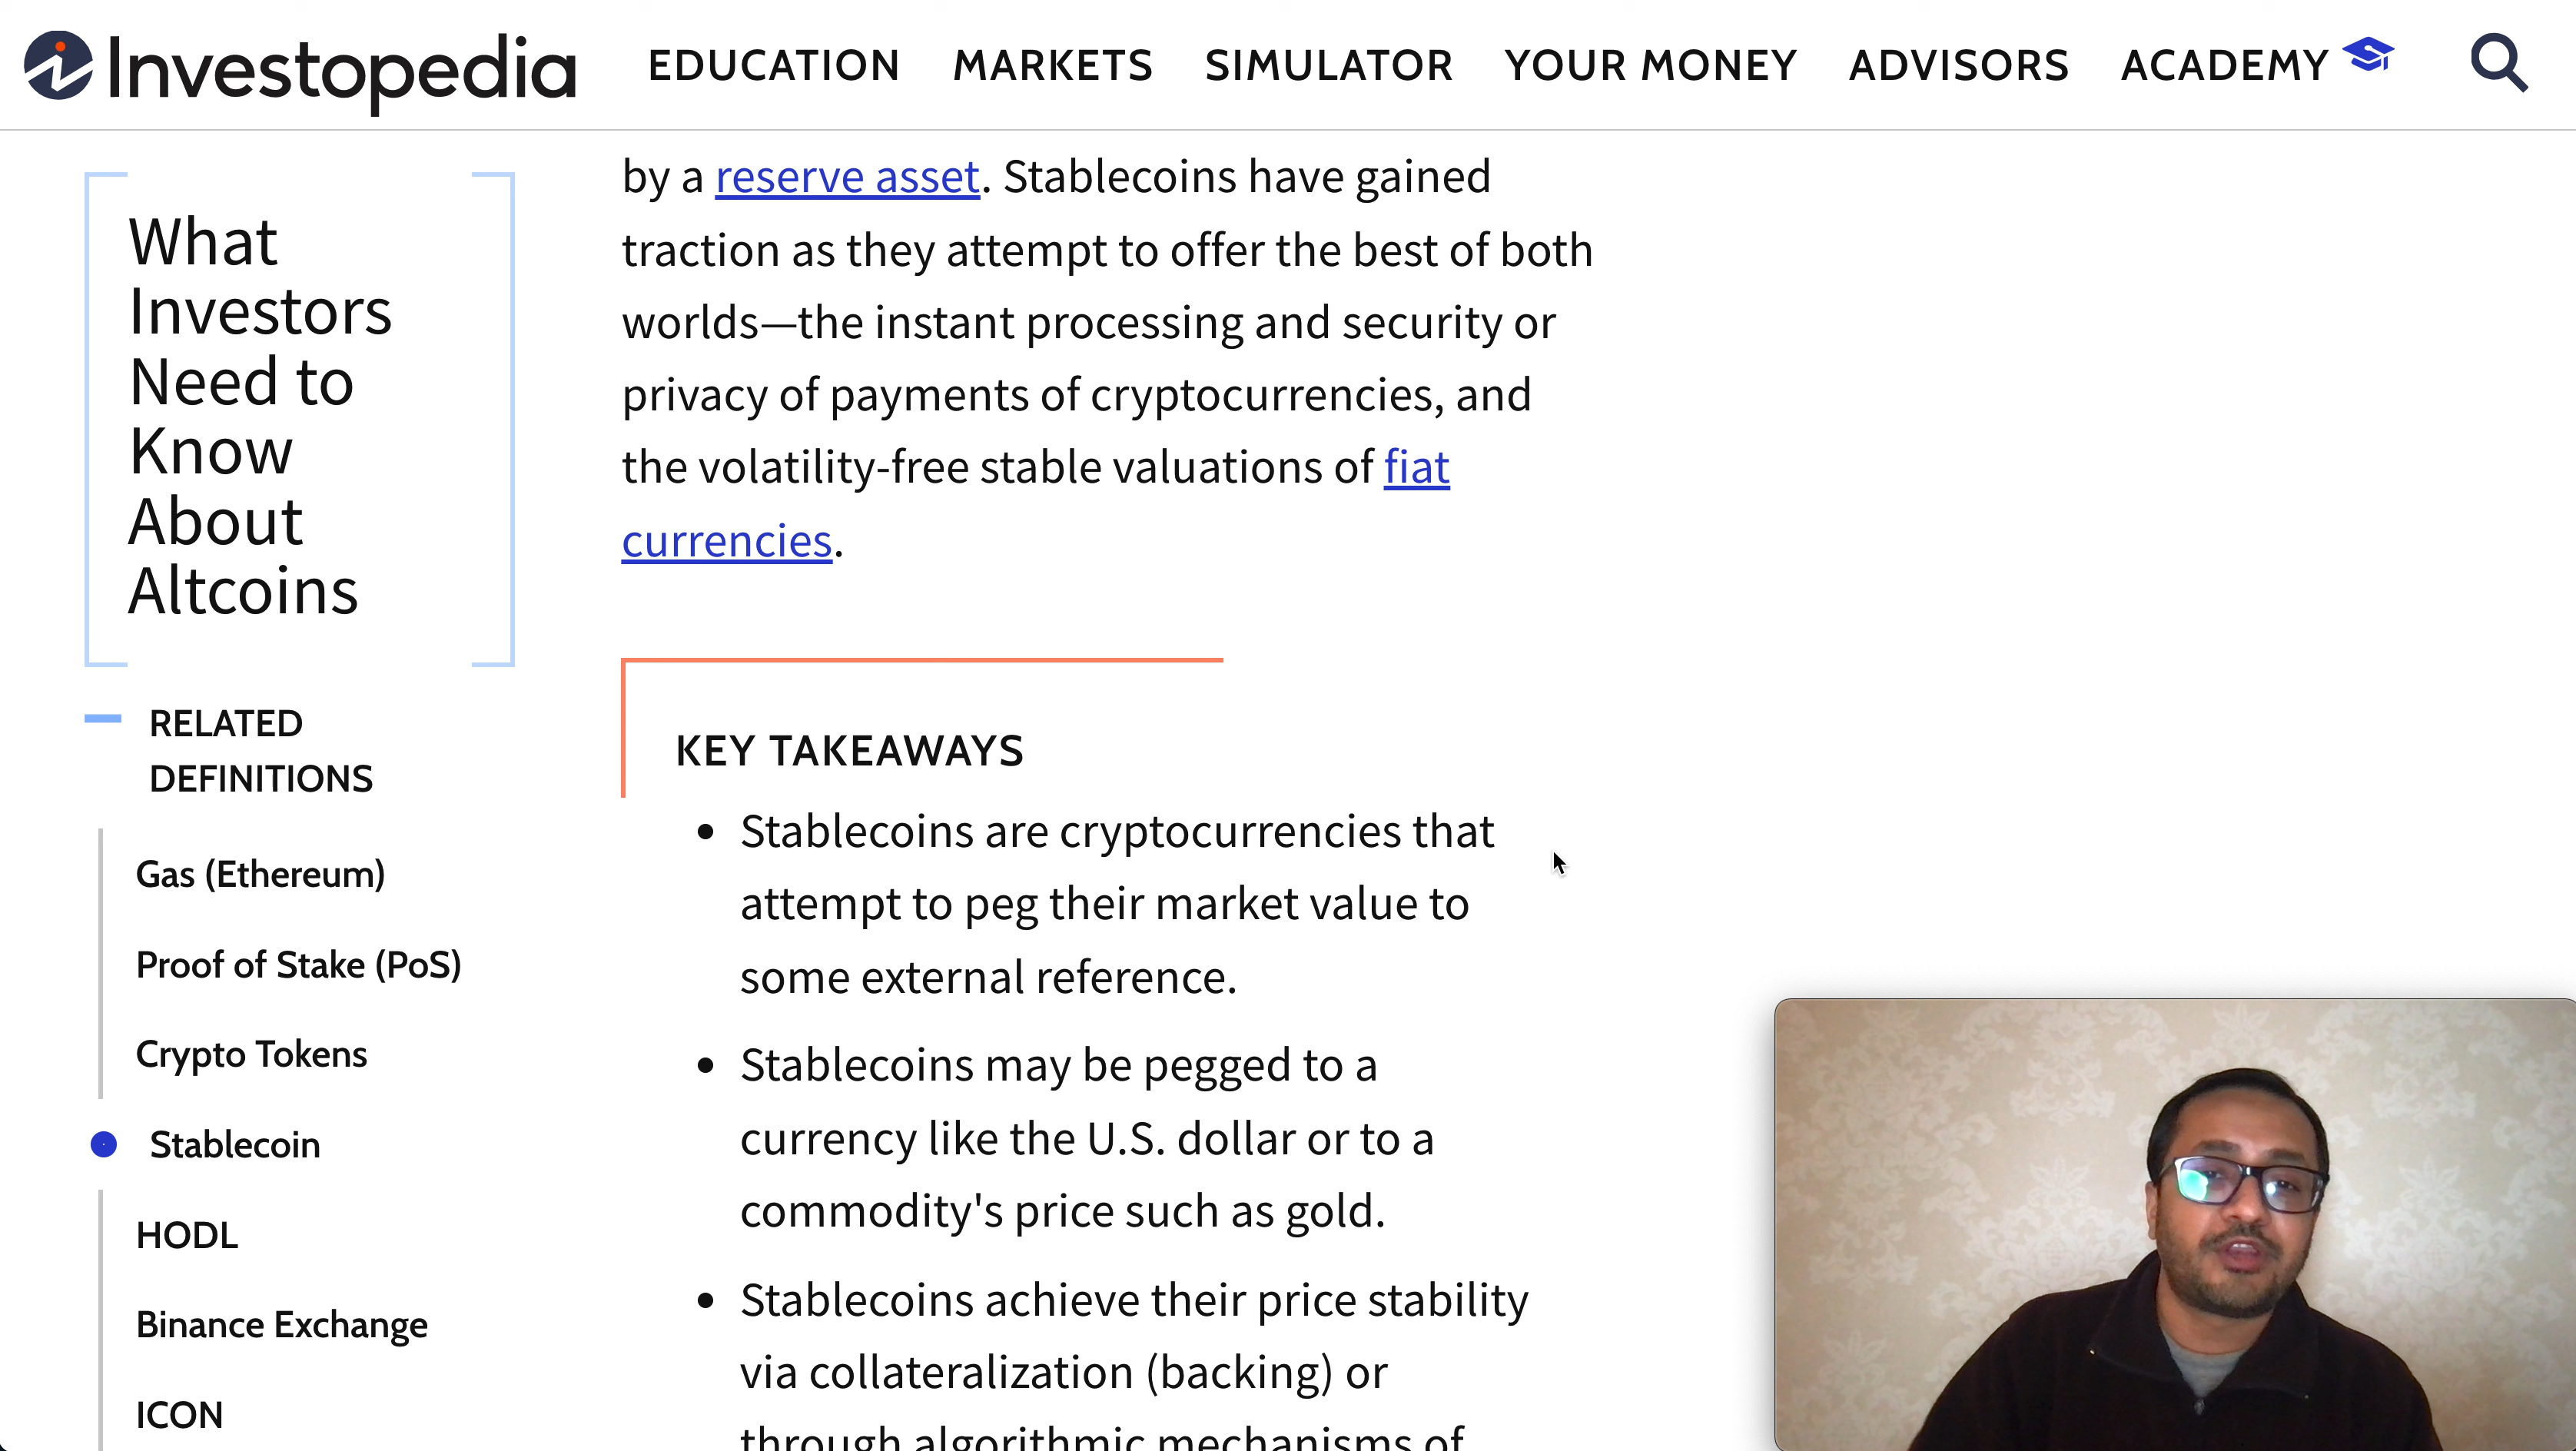 Investopedia
EDUCATION MARKETS SIMULATOR YOUR MONEY ADVISORS ACADEMY
What
Investors
Need to
Know
About
Altcoins
RELATED
DEFINITIONS
Gas (Ethereum)
Proof of Stake (PoS)
Crypto Tokens
Stablecoin
HODL
Binance Exchange
ICON
by a reserve asset. Stablecoins have gained
traction as they attempt to offer the best of both
worlds—the instant processing and security or
privacy of payments of cryptocurrencies, and
the volatility-free stable valuations of fiat
currencies.
KEY TAKEAWAYS
• Stablecoins are cryptocurrencies that
attempt to peg their market value to
some external reference.
• Stablecoins may be pegged to a
currency like the U.S. dollar or to a
commodity's price such as gold.
• Stablecoins achieve their price stability
via collateralization (backing) or
through algorithmic mechanisms of